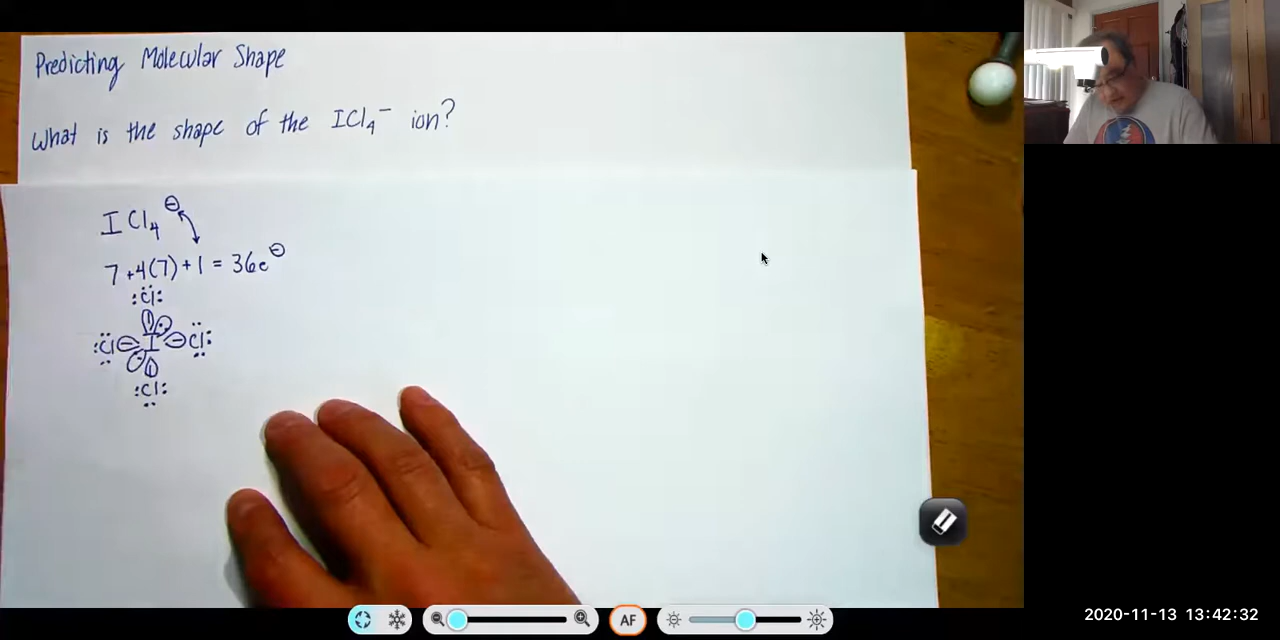 Predicting Molecular Shape
What is the shape of the ICl₄⁻ ion?
ICl₄⊖
7+4(7)+1 = 36e⊖
:Cl:
:Cl I Cl:
:Cl:
AF
2020-11-13 13:42:32